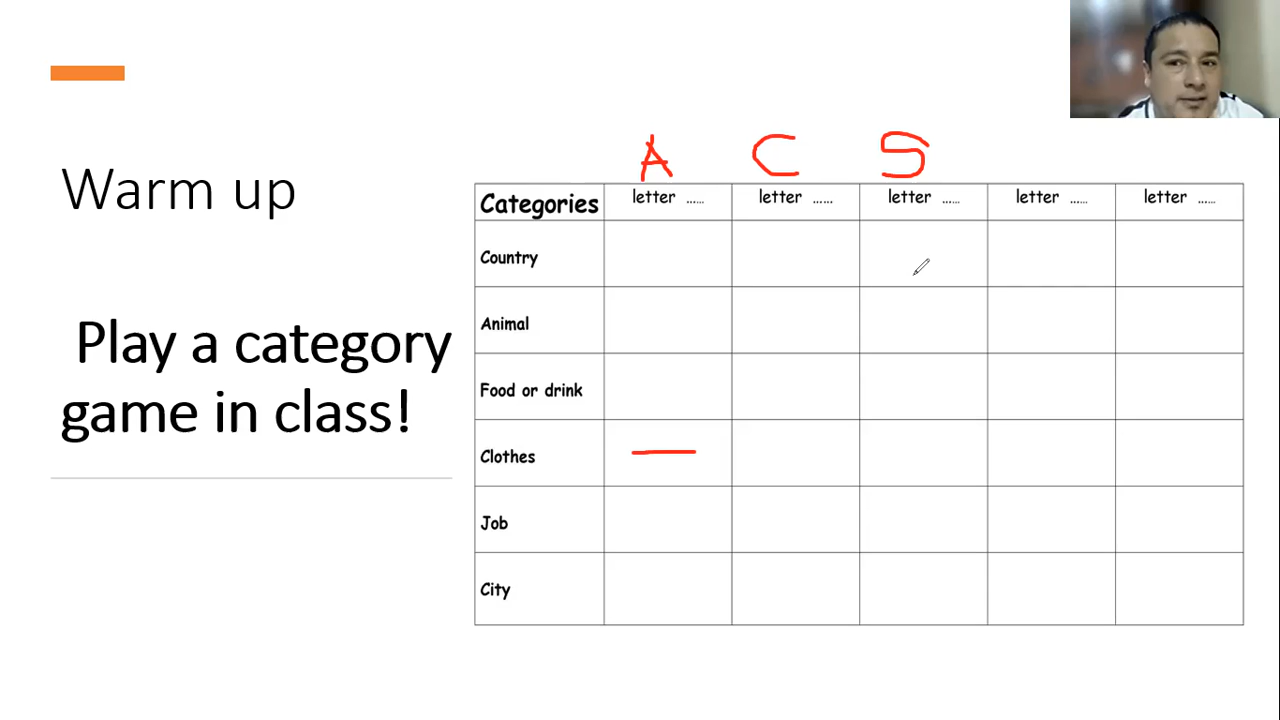 Warm up
Play a category
game in class!
A C S
Categories letter ...... letter ...... letter ...... letter ...... letter ......
Country
Animal
Food or drink
Clothes
Job
City